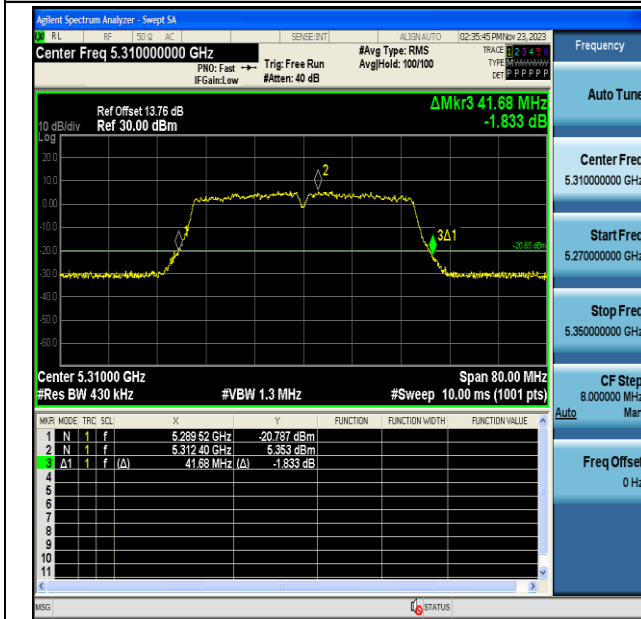 Agilent Spectrum Analyzer - Swept SA
RL RF 50 Ω AC SENSE:INT ALIGN AUTO 02:35:45 PM Nov 23, 2023
Center Freq 5.310000000 GHz #Avg Type: RMS TRACE 1 2 3 4 5 6
PNO: Fast Trig: Free Run Avg|Hold: 100/100 TYPE M
IFGain:Low #Atten: 40 dB DET P P P P P P
Ref Offset 13.76 dB ΔMkr3 41.68 MHz
10 dB/div Ref 30.00 dBm -1.833 dB
Log
20.0
10.0
0.00
-10.0
-20.0
-30.0
-40.0
-50.0
-60.0
2
3Δ1
-20.65 dBm
Center 5.31000 GHz Span 80.00 MHz
#Res BW 430 kHz #VBW 1.3 MHz #Sweep 10.00 ms (1001 pts)
MKR MODE TRC SCL X Y FUNCTION FUNCTION WIDTH FUNCTION VALUE
1 N 1 f 5.289 52 GHz -20.787 dBm
2 N 1 f 5.312 40 GHz 5.353 dBm
3 Δ1 1 f (Δ) 41.68 MHz (Δ) -1.833 dB
4
5
6
7
8
9
10
11
MSG STATUS
Frequency
Auto Tune
Center Freq
5.310000000 GHz
Start Freq
5.270000000 GHz
Stop Freq
5.350000000 GHz
CF Step
8.000000 MHz
Auto Man
Freq Offset
0 Hz